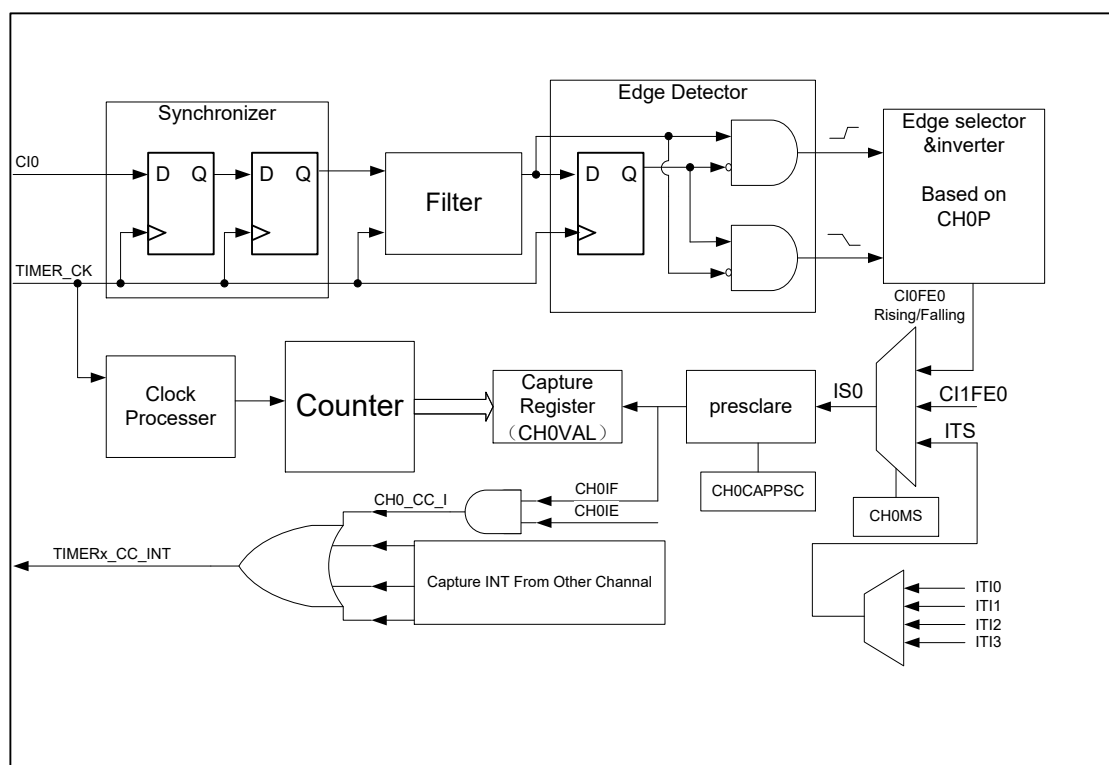 Synchronizer
Edge Detector
CI0
D Q
D Q
Filter
D Q
Edge selector
&inverter
Based on
CH0P
TIMER_CK
CI0FE0
Rising/Falling
Clock
Processer
Counter
Capture
Register
（CH0VAL）
presclare
IS0
CI1FE0
ITS
CH0CAPPSC
CH0MS
CH0_CC_I
CH0IF
CH0IE
TIMERx_CC_INT
Capture INT From Other Channal
ITI0
ITI1
ITI2
ITI3